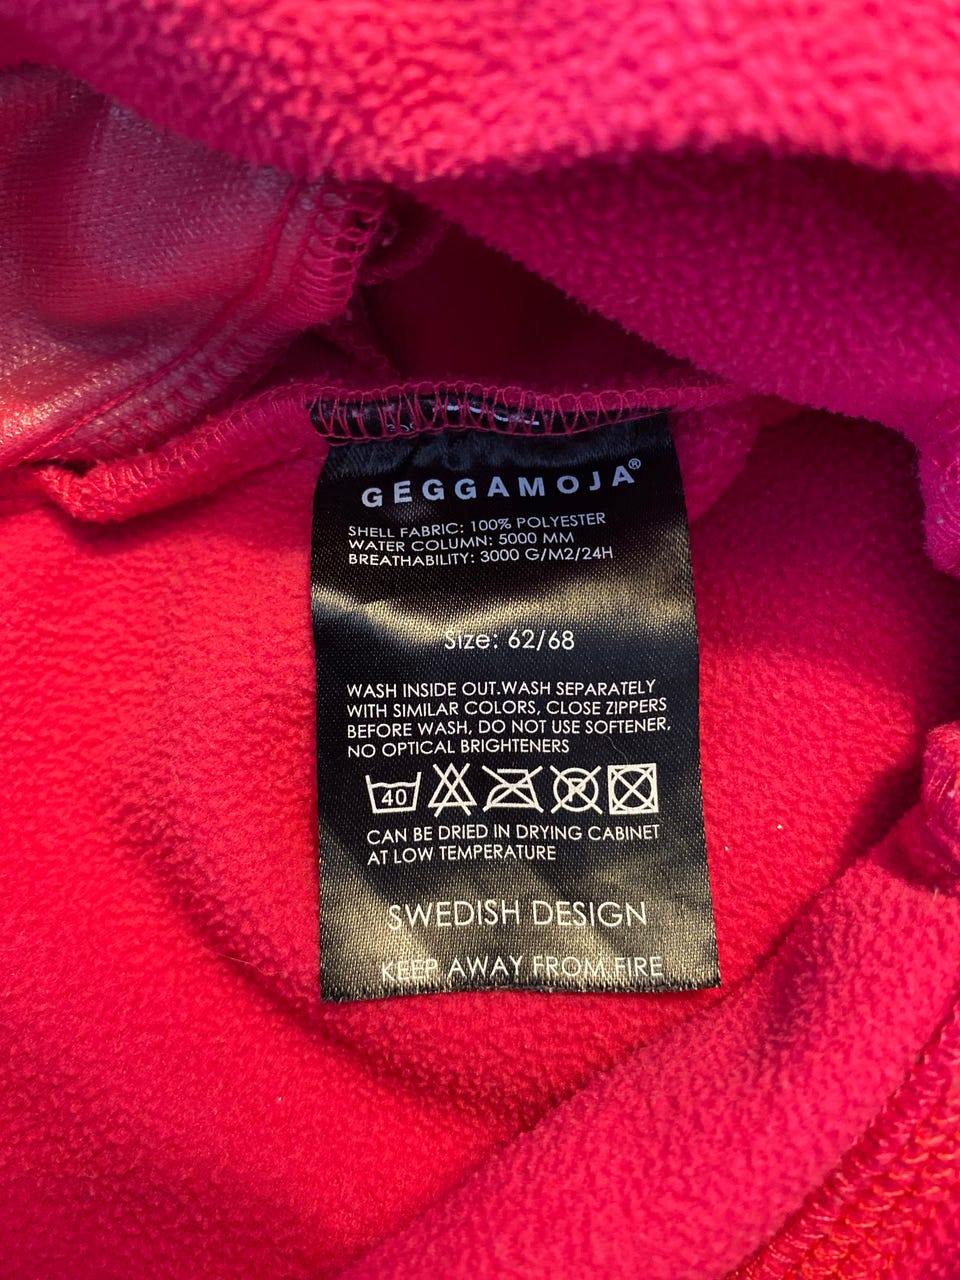 GEGGAMOJA®
SHELL FABRIC: 100% POLYESTER
WATER COLUMN: 5000 MM
BREATHABILITY: 3000 G/M2/24H
Size: 62/68
WASH INSIDE OUT.WASH SEPARATELY
WITH SIMILAR COLORS, CLOSE ZIPPERS
BEFORE WASH, DO NOT USE SOFTENER,
NO OPTICAL BRIGHTENERS
40
CAN BE DRIED IN DRYING CABINET
AT LOW TEMPERATURE
SWEDISH DESIGN
KEEP AWAY FROM FIRE